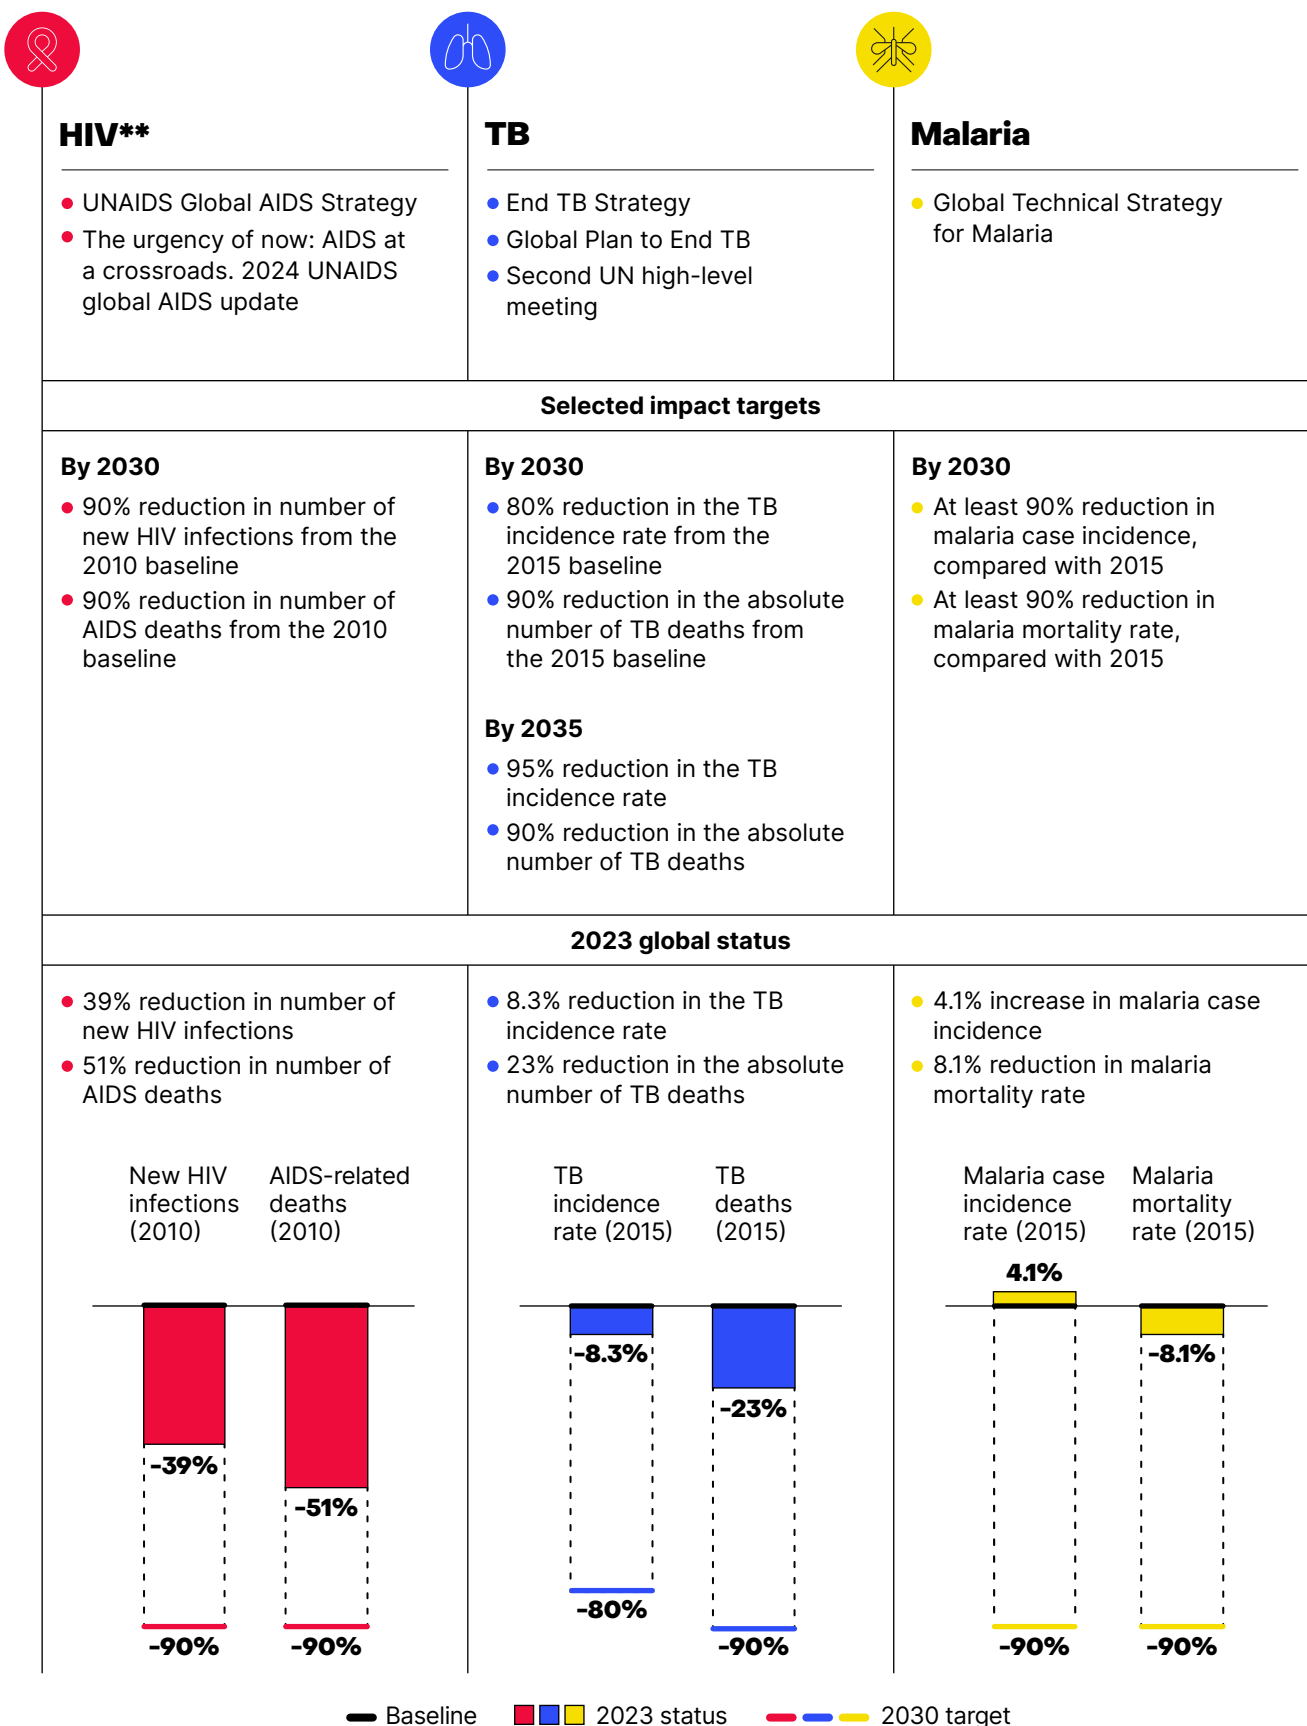 HIV**
UNAIDS Global AIDS Strategy
The urgency of now: AIDS at
a crossroads. 2024 UNAIDS
global AIDS update
TB
End TB Strategy
Global Plan to End TB
Second UN high-level
meeting
Malaria
Global Technical Strategy
for Malaria
Selected impact targets
By 2030
90% reduction in number of
new HIV infections from the
2010 baseline
90% reduction in number of
AIDS deaths from the 2010
baseline
By 2030
80% reduction in the TB
incidence rate from the
2015 baseline
90% reduction in the absolute
number of TB deaths from
the 2015 baseline
By 2035
95% reduction in the TB
incidence rate
90% reduction in the absolute
number of TB deaths
By 2030
At least 90% reduction in
malaria case incidence,
compared with 2015
At least 90% reduction in
malaria mortality rate,
compared with 2015
2023 global status
39% reduction in number of
new HIV infections
51% reduction in number of
AIDS deaths
New HIV
infections
(2010)
AIDS-related
deaths
(2010)
-39%
-51%
-90%
-90%
8.3% reduction in the TB
incidence rate
23% reduction in the absolute
number of TB deaths
TB
incidence
rate (2015)
TB
deaths
(2015)
-8.3%
-23%
-80%
-90%
4.1% increase in malaria case
incidence
8.1% reduction in malaria
mortality rate
Malaria case
incidence
rate (2015)
Malaria
mortality
rate (2015)
4.1%
-8.1%
-90%
-90%
Baseline
2023 status
2030 target